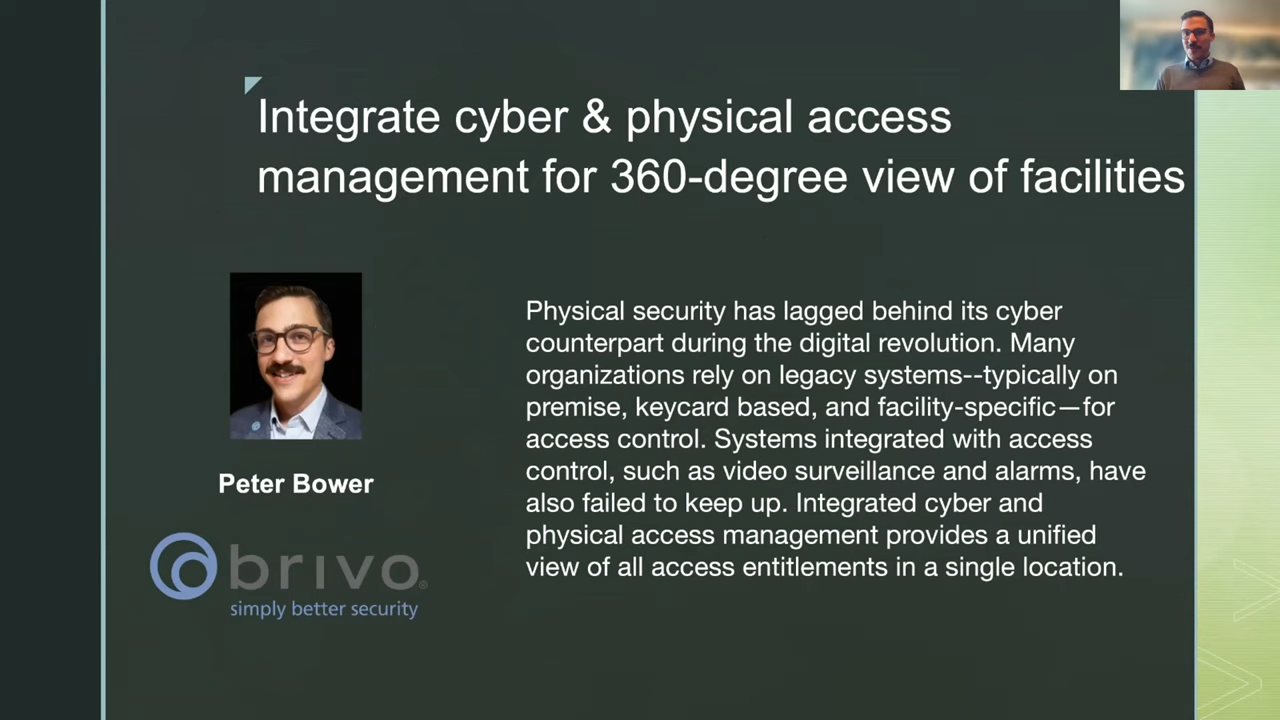 Integrate cyber & physical access
management for 360-degree view of facilities
Physical security has lagged behind its cyber
counterpart during the digital revolution. Many
organizations rely on legacy systems--typically on
premise, keycard based, and facility-specific—for
access control. Systems integrated with access
control, such as video surveillance and alarms, have
also failed to keep up. Integrated cyber and
physical access management provides a unified
view of all access entitlements in a single location.
Peter Bower
brivo®
simply better security